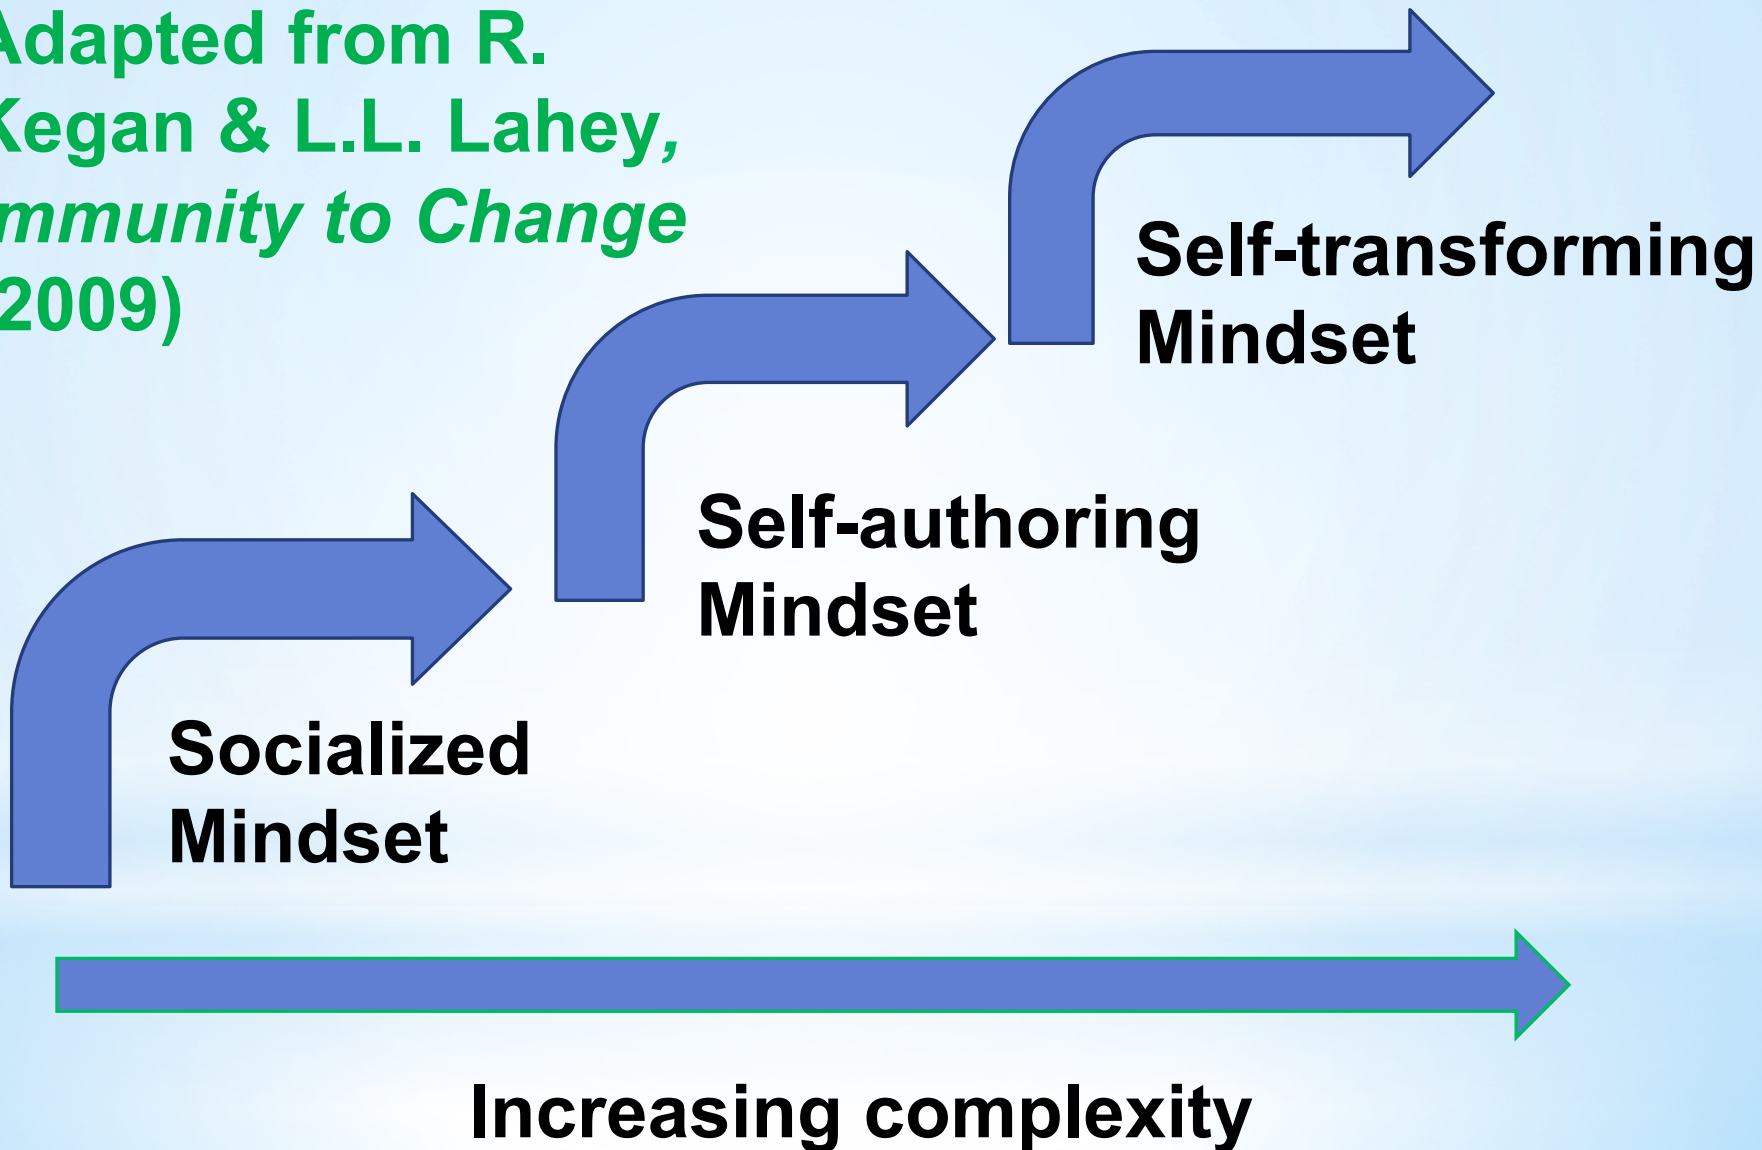 Adapted from R.
Kegan & L.L. Lahey,
mmunity to Change
2009)
Self-transforming
Mindset
Self-authoring
Mindset
Socialized
Mindset
Increasing complexity